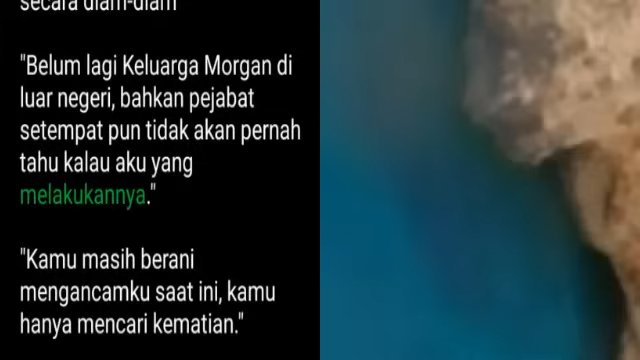 secara diam-diam
"Belum lagi Keluarga Morgan di
luar negeri, bahkan pejabat
setempat pun tidak akan pernah
tahu kalau aku yang
melakukannya."
"Kamu masih berani
mengancamku saat ini, kamu
hanya mencari kematian."